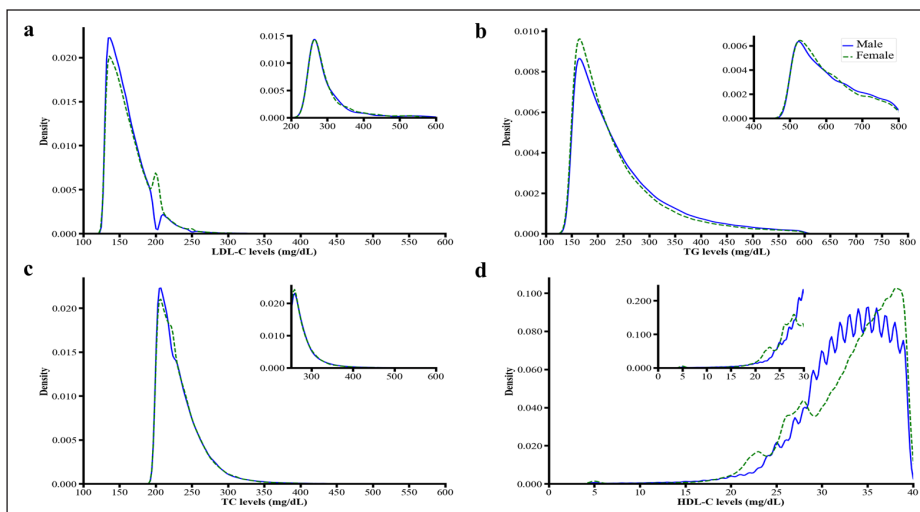 a
0.020
0.015
0.010
0.005
0.000
Density
100 150 200 250 300 350 400 450 500 550 600
LDL-C levels (mg/dL)
0.015
0.010
0.005
0.000
200 300 400 500 600
b
0.010
0.008
0.006
0.004
0.002
0.000
Density
100 150 200 250 300 350 400 450 500 550 600 650 700 750 800
TG levels (mg/dL)
0.006
0.004
0.002
0.000
400 500 600 700 800
Male
Female
c
0.020
0.015
0.010
0.005
0.000
Density
100 150 200 250 300 350 400 450 500 550 600
TC levels (mg/dL)
0.020
0.010
0.000
300 400 500 600
d
0.100
0.080
0.060
0.040
0.020
0.000
Density
0 5 10 15 20 25 30 35 40
HDL-C levels (mg/dL)
0.200
0.100
0.000
0 5 10 15 20 25 30